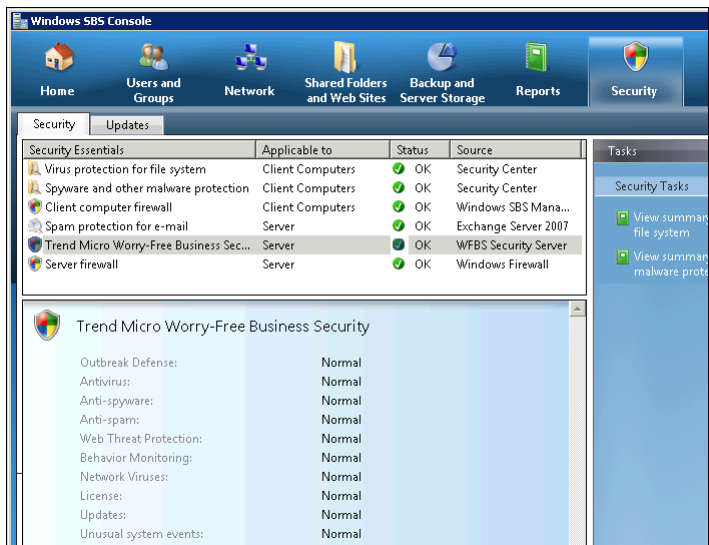 Windows SBS Console
Home
Users and Groups
Network
Shared Folders and Web Sites
Backup and Server Storage
Reports
Security
Security Updates
Security Essentials Applicable to Status Source
Virus protection for file system Client Computers OK Security Center
Spyware and other malware protection Client Computers OK Security Center
Client computer firewall Client Computers OK Windows SBS Mana...
Spam protection for e-mail Server OK Exchange Server 2007
Trend Micro Worry-Free Business Sec... Server OK WFBS Security Server
Server firewall Server OK Windows Firewall
Tasks
Security Tasks
View summary
file system
View summary
malware prote
Trend Micro Worry-Free Business Security
Outbreak Defense: Normal
Antivirus: Normal
Anti-spyware: Normal
Anti-spam: Normal
Web Threat Protection: Normal
Behavior Monitoring: Normal
Network Viruses: Normal
License: Normal
Updates: Normal
Unusual system events: Normal